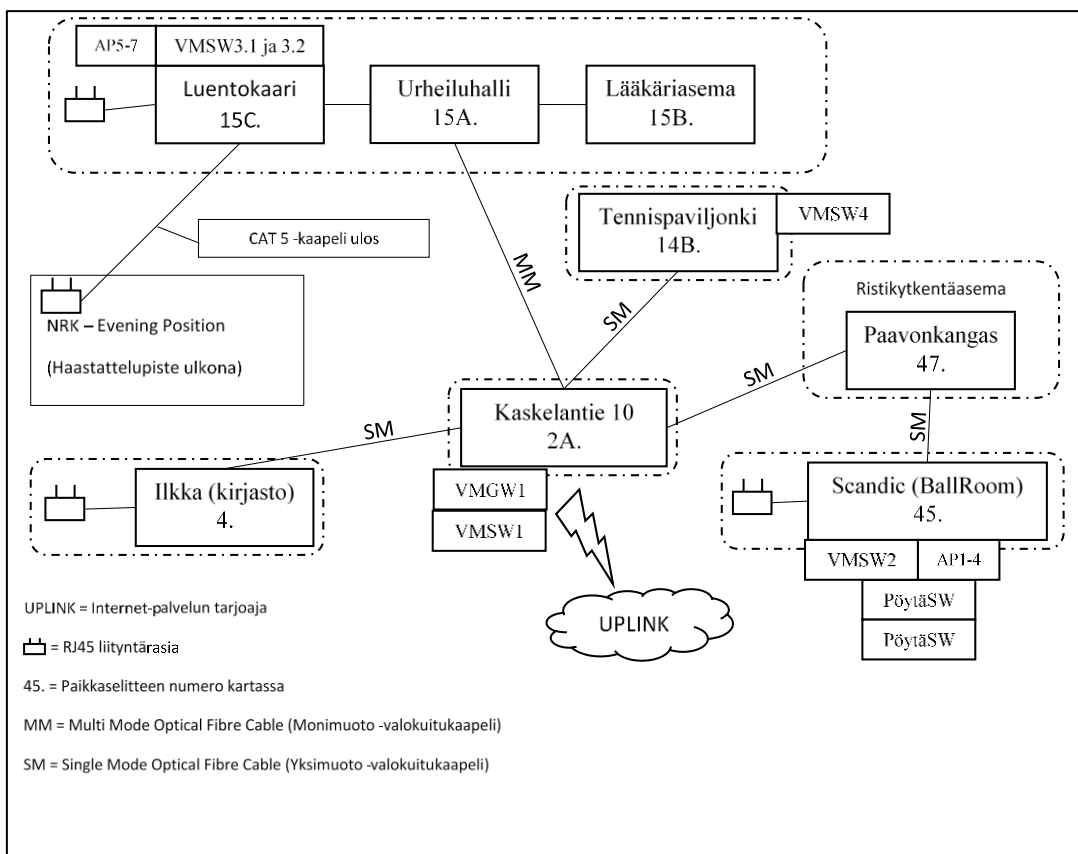 AP5-7
VMSW3.1 ja 3.2
Luentokaari
15C.
Urheiluhalli
15A.
Lääkäriasema
15B.
Tennispaviljonki
14B.
VMSW4
CAT 5 -kaapeli ulos
MM
SM
NRK – Evening Position
(Haastattelupiste ulkona)
Ristikytkentäasema
Paavonkangas
47.
SM
SM
Kaskelantie 10
2A.
SM
VMGW1
VMSW1
Ilkka (kirjasto)
4.
Scandic (BallRoom)
45.
VMSW2
AP1-4
PöytäSW
PöytäSW
UPLINK
UPLINK = Internet-palvelun tarjoaja
= RJ45 liityntärasia
45. = Paikkaselitteen numero kartassa
MM = Multi Mode Optical Fibre Cable (Monimuoto -valokuitukaapeli)
SM = Single Mode Optical Fibre Cable (Yksimuoto -valokuitukaapeli)